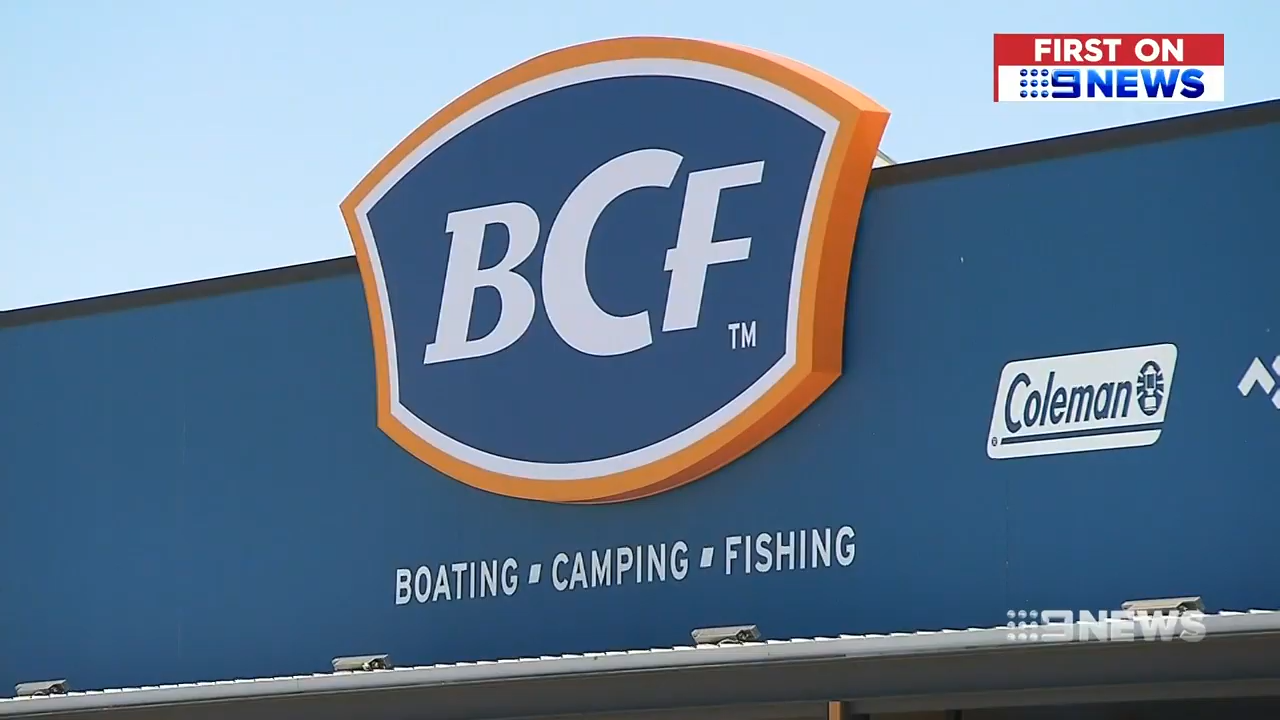 FIRST ON
9NEWS
BCF
TM
Coleman
®
BOATING ▪ CAMPING ▪ FISHING
9NEWS